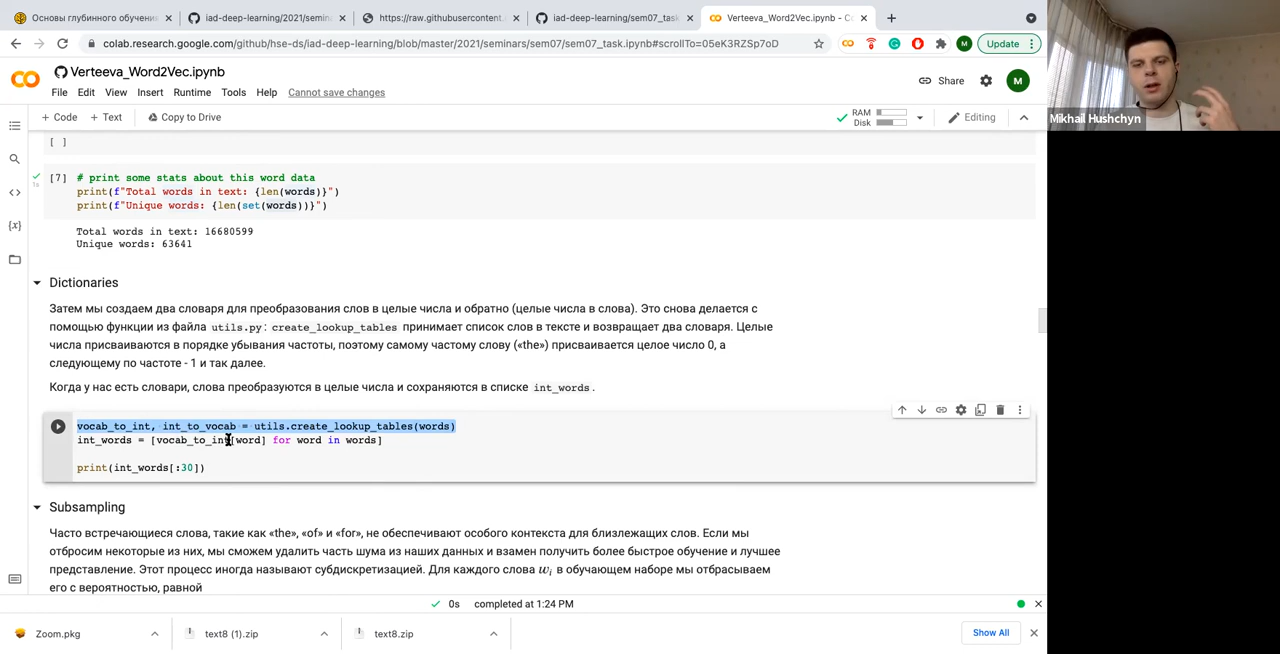 Основы глубинного обучени
iad-deep-learning/2021/semina
https://raw.githubusercontent.
iad-deep-learning/sem07_task
Verteeva_Word2Vec.ipynb - Co
colab.research.google.com/github/hse-ds/iad-deep-learning/blob/master/2021/seminars/sem07/sem07_task.ipynb#scrollTo=05eK3RZSp7oD
M
Update
Verteeva_Word2Vec.ipynb
Share
M
File Edit View Insert Runtime Tools Help Cannot save changes
+ Code + Text Copy to Drive
RAM
Disk
Editing
Mikhail Hushchyn
[ ]
[7] # print some stats about this word data
1s
print(f"Total words in text: {len(words)}")
print(f"Unique words: {len(set(words))}")
Total words in text: 16680599
Unique words: 63641
Dictionaries
Затем мы создаем два словаря для преобразования слов в целые числа и обратно (целые числа в слова). Это снова делается с
помощью функции из файла utils.py: create_lookup_tables принимает список слов в тексте и возвращает два словаря. Целые
числа присваиваются в порядке убывания частоты, поэтому самому частому слову («the») присваивается целое число 0, а
следующему по частоте - 1 и так далее.
Когда у нас есть словари, слова преобразуются в целые числа и сохраняются в списке int_words.
vocab_to_int, int_to_vocab = utils.create_lookup_tables(words)
int_words = [vocab_to_int[word] for word in words]
print(int_words[:30])
Subsampling
Часто встречающиеся слова, такие как «the», «of» и «for», не обеспечивают особого контекста для близлежащих слов. Если мы
отбросим некоторые из них, мы сможем удалить часть шума из наших данных и взамен получить более быстрое обучение и лучшее
представление. Этот процесс иногда называют субдискретизацией. Для каждого слова wi в обучающем наборе мы отбрасываем
его с вероятностью, равной
0s completed at 1:24 PM
Zoom.pkg
text8 (1).zip
text8.zip
Show All